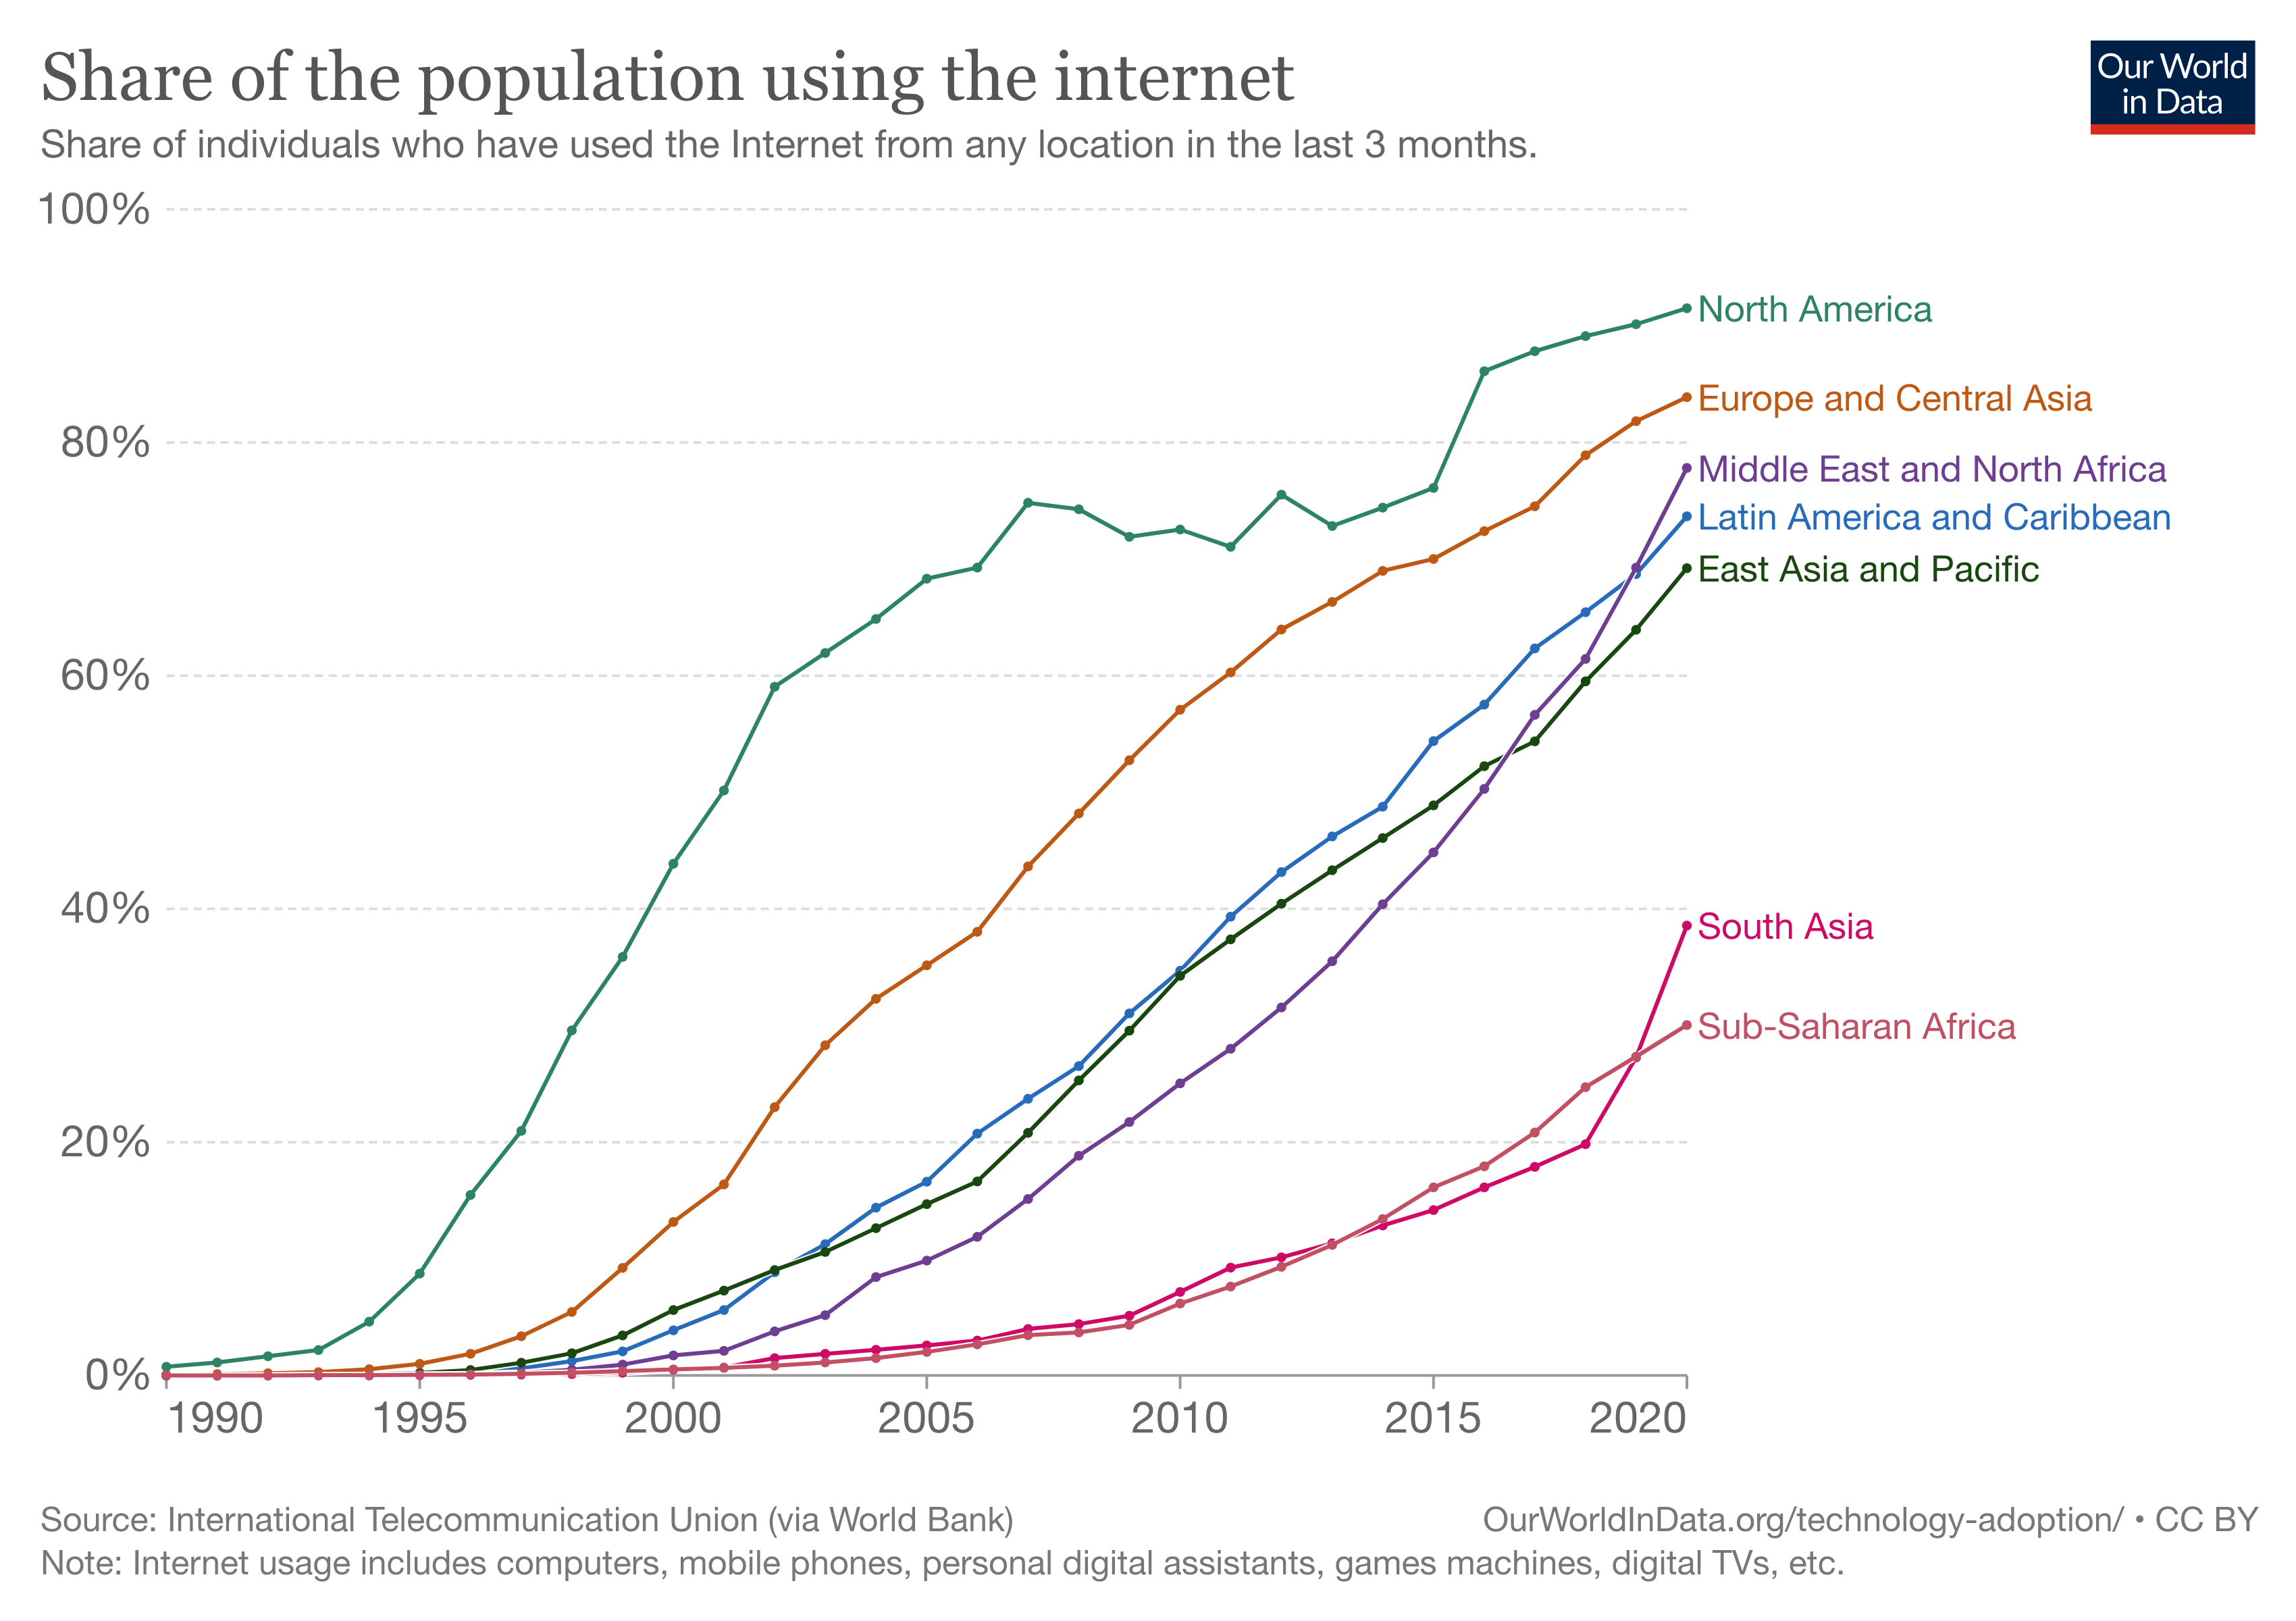 Share of the population using the internet
Our World
in Data
Share of individuals who have used the Internet from any location in the last 3 months.
100%
80%
60%
40%
20%
0%
North America
Europe and Central Asia
Middle East and North Africa
Latin America and Caribbean
East Asia and Pacific
South Asia
Sub-Saharan Africa
1990 1995 2000 2005 2010 2015 2020
Source: International Telecommunication Union (via World Bank)
OurWorldInData.org/technology-adoption/ • CC BY
Note: Internet usage includes computers, mobile phones, personal digital assistants, games machines, digital TVs, etc.